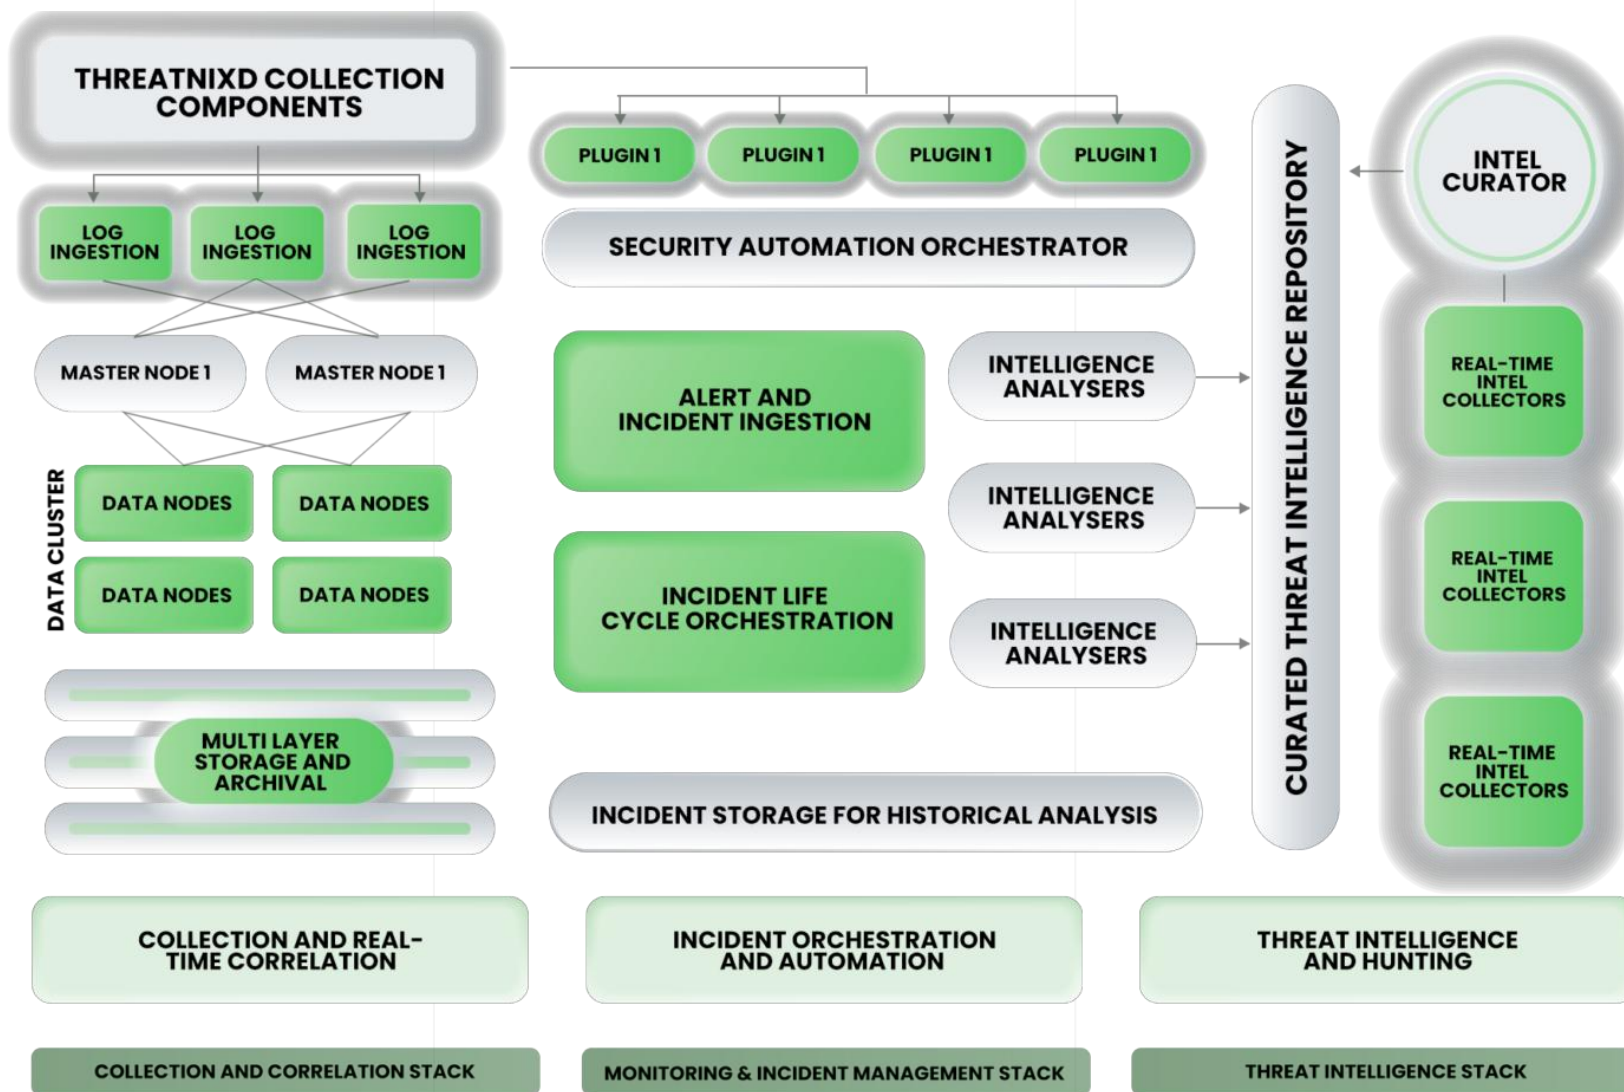 THREATNIXD COLLECTION
COMPONENTS
LOG
INGESTION
LOG
INGESTION
LOG
INGESTION
MASTER NODE 1
MASTER NODE 1
DATA CLUSTER
DATA NODES
DATA NODES
DATA NODES
DATA NODES
MULTI LAYER
STORAGE AND
ARCHIVAL
COLLECTION AND REAL-
TIME CORRELATION
COLLECTION AND CORRELATION STACK
PLUGIN 1
PLUGIN 1
PLUGIN 1
PLUGIN 1
SECURITY AUTOMATION ORCHESTRATOR
ALERT AND
INCIDENT INGESTION
INCIDENT LIFE
CYCLE ORCHESTRATION
INTELLIGENCE
ANALYSERS
INTELLIGENCE
ANALYSERS
INTELLIGENCE
ANALYSERS
INCIDENT STORAGE FOR HISTORICAL ANALYSIS
INCIDENT ORCHESTRATION
AND AUTOMATION
MONITORING & INCIDENT MANAGEMENT STACK
CURATED THREAT INTELLIGENCE REPOSITORY
INTEL
CURATOR
REAL-TIME
INTEL
COLLECTORS
REAL-TIME
INTEL
COLLECTORS
REAL-TIME
INTEL
COLLECTORS
THREAT INTELLIGENCE
AND HUNTING
THREAT INTELLIGENCE STACK